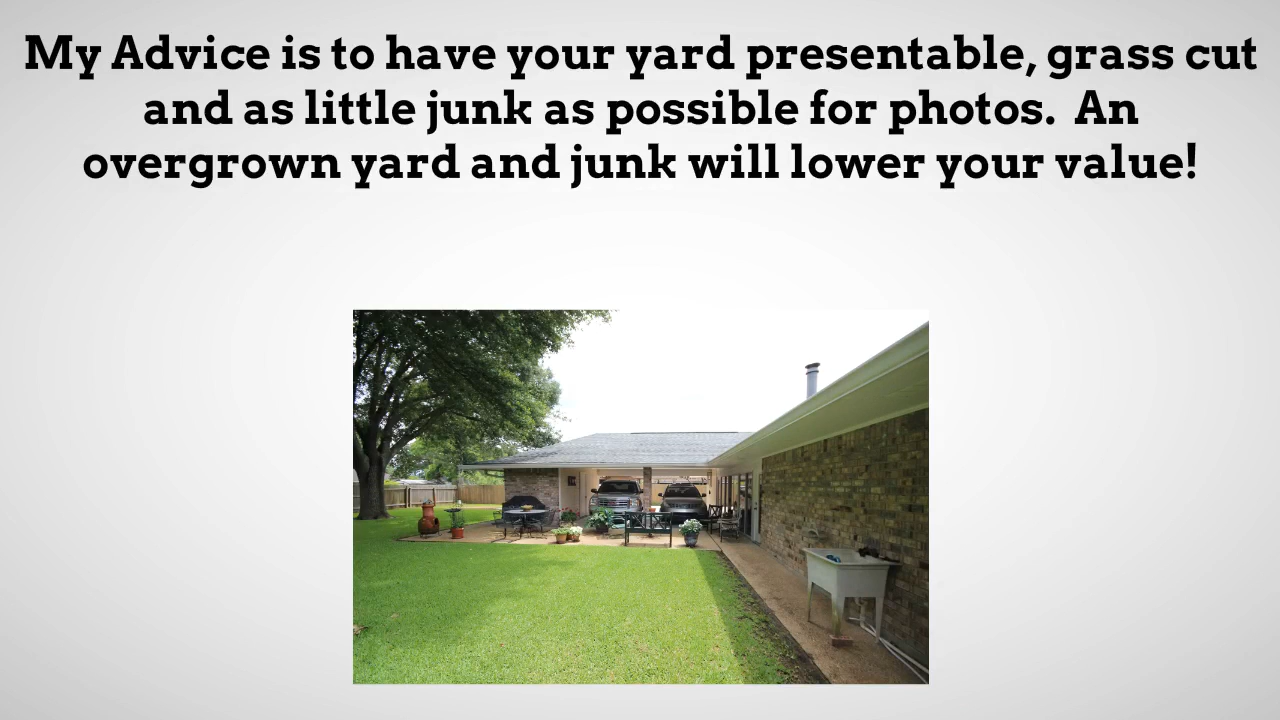 My Advice is to have your yard presentable, grass cut
and as little junk as possible for photos.  An
overgrown yard and junk will lower your value!